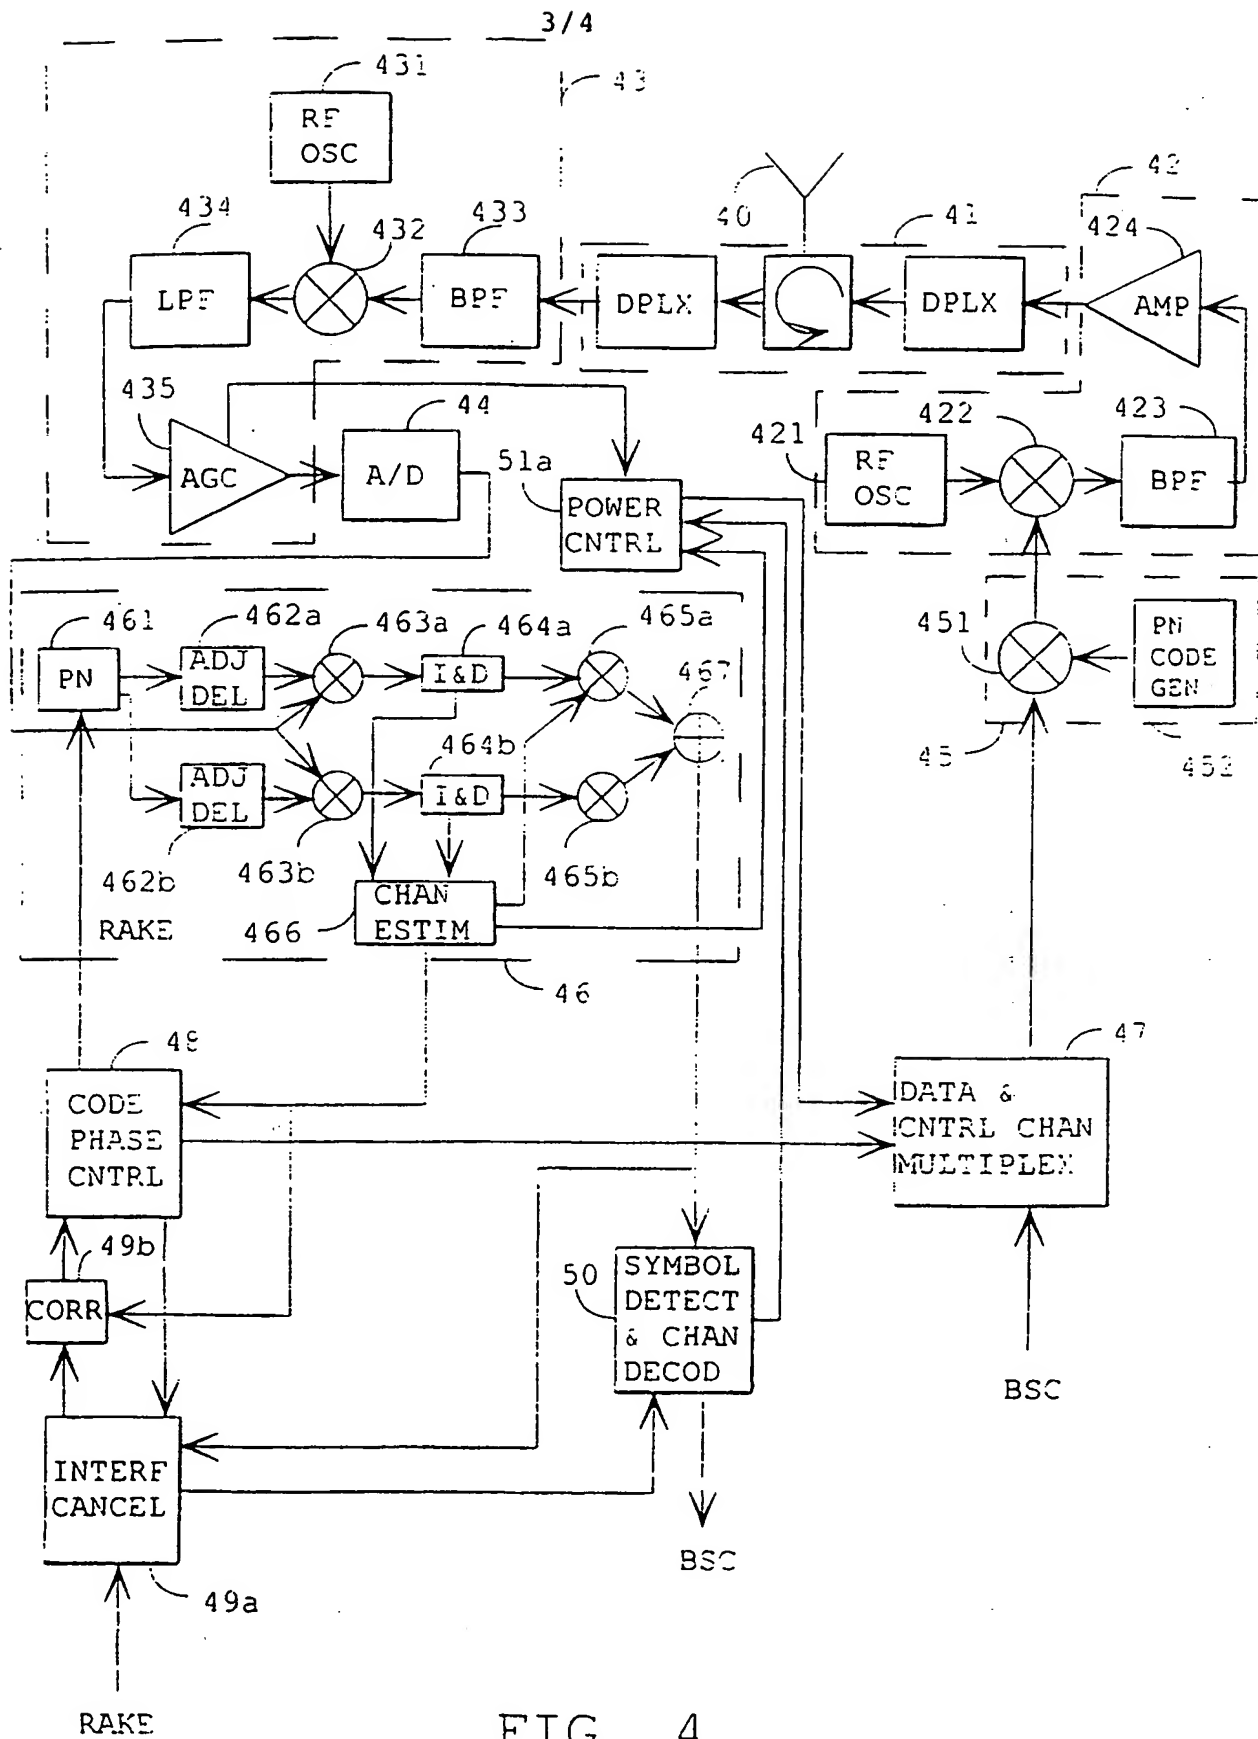 3/4
431
43
RF
OSC
42
434
432
433
40
41
424
LPF
BPF
DPLX
DPLX
AMP
435
44
422
423
421
AGC
A/D
51a
RF
OSC
BPF
POWER
CNTRL
461
462a
463a
464a
465a
451
PN
CODE
GEN
PN
ADJ
DEL
I&D
467
464b
45
452
ADJ
DEL
I&D
462b
463b
465b
CHAN
ESTIM
RAKE
466
46
48
47
CODE
PHASE
CNTRL
DATA &
CNTRL CHAN
MULTIPLEX
49b
50
SYMBOL
DETECT
& CHAN
DECOD
CORR
BSC
INTERF
CANCEL
BSC
49a
RAKE
FIG. 4